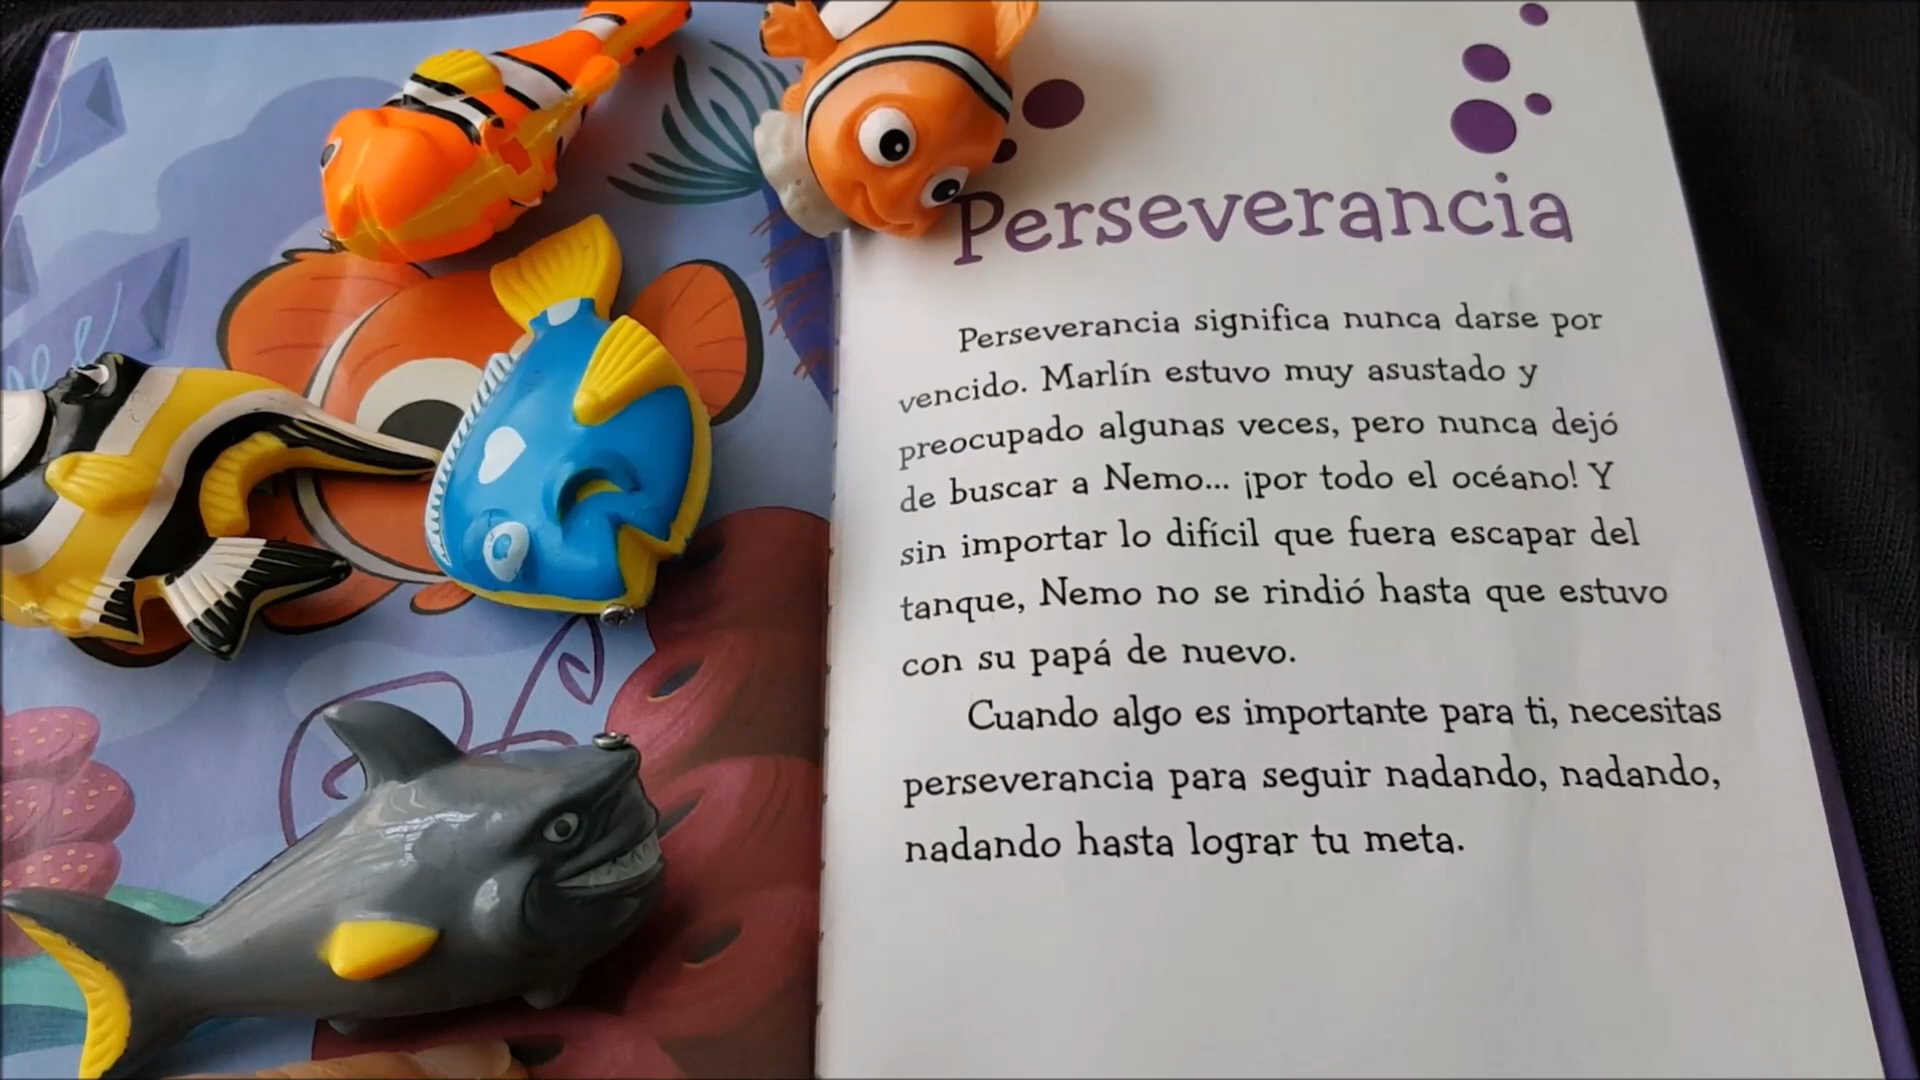 Perseverancia
Perseverancia significa nunca darse por
vencido. Marlín estuvo muy asustado y
preocupado algunas veces, pero nunca dejó
de buscar a Nemo... ¡por todo el océano! Y
sin importar lo difícil que fuera escapar del
tanque, Nemo no se rindió hasta que estuvo
con su papá de nuevo.
Cuando algo es importante para ti, necesitas
perseverancia para seguir nadando, nadando,
nadando hasta lograr tu meta.